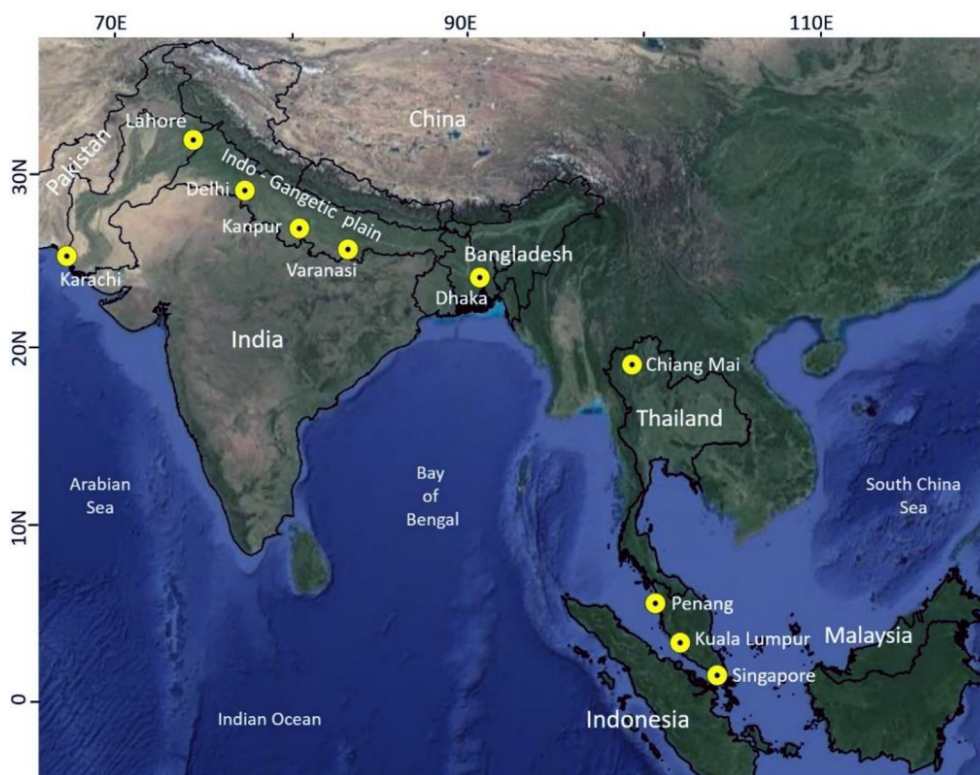 70E
90E
110E
30N
20N
10N
0
China
Lahore
Pakistan
Indo - Gangetic plain
Delhi
Kanpur
Varanasi
Karachi
Bangladesh
Dhaka
India
Chiang Mai
Thailand
Arabian
Sea
Bay
of
Bengal
South China
Sea
Penang
Kuala Lumpur
Malaysia
Singapore
Indonesia
Indian Ocean